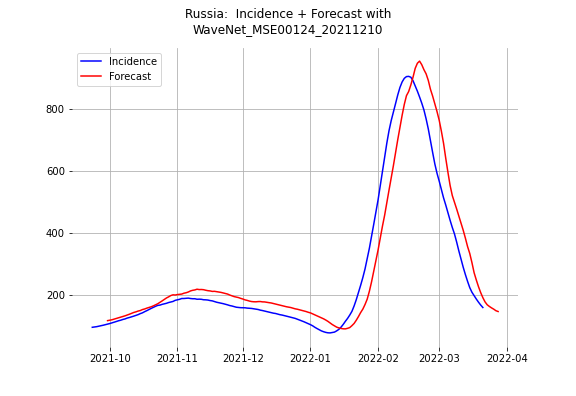 Russia:  Incidence + Forecast with
WaveNet_MSE00124_20211210
Incidence
Forecast
800
600
400
200
2021-10 2021-11 2021-12 2022-01 2022-02 2022-03 2022-04